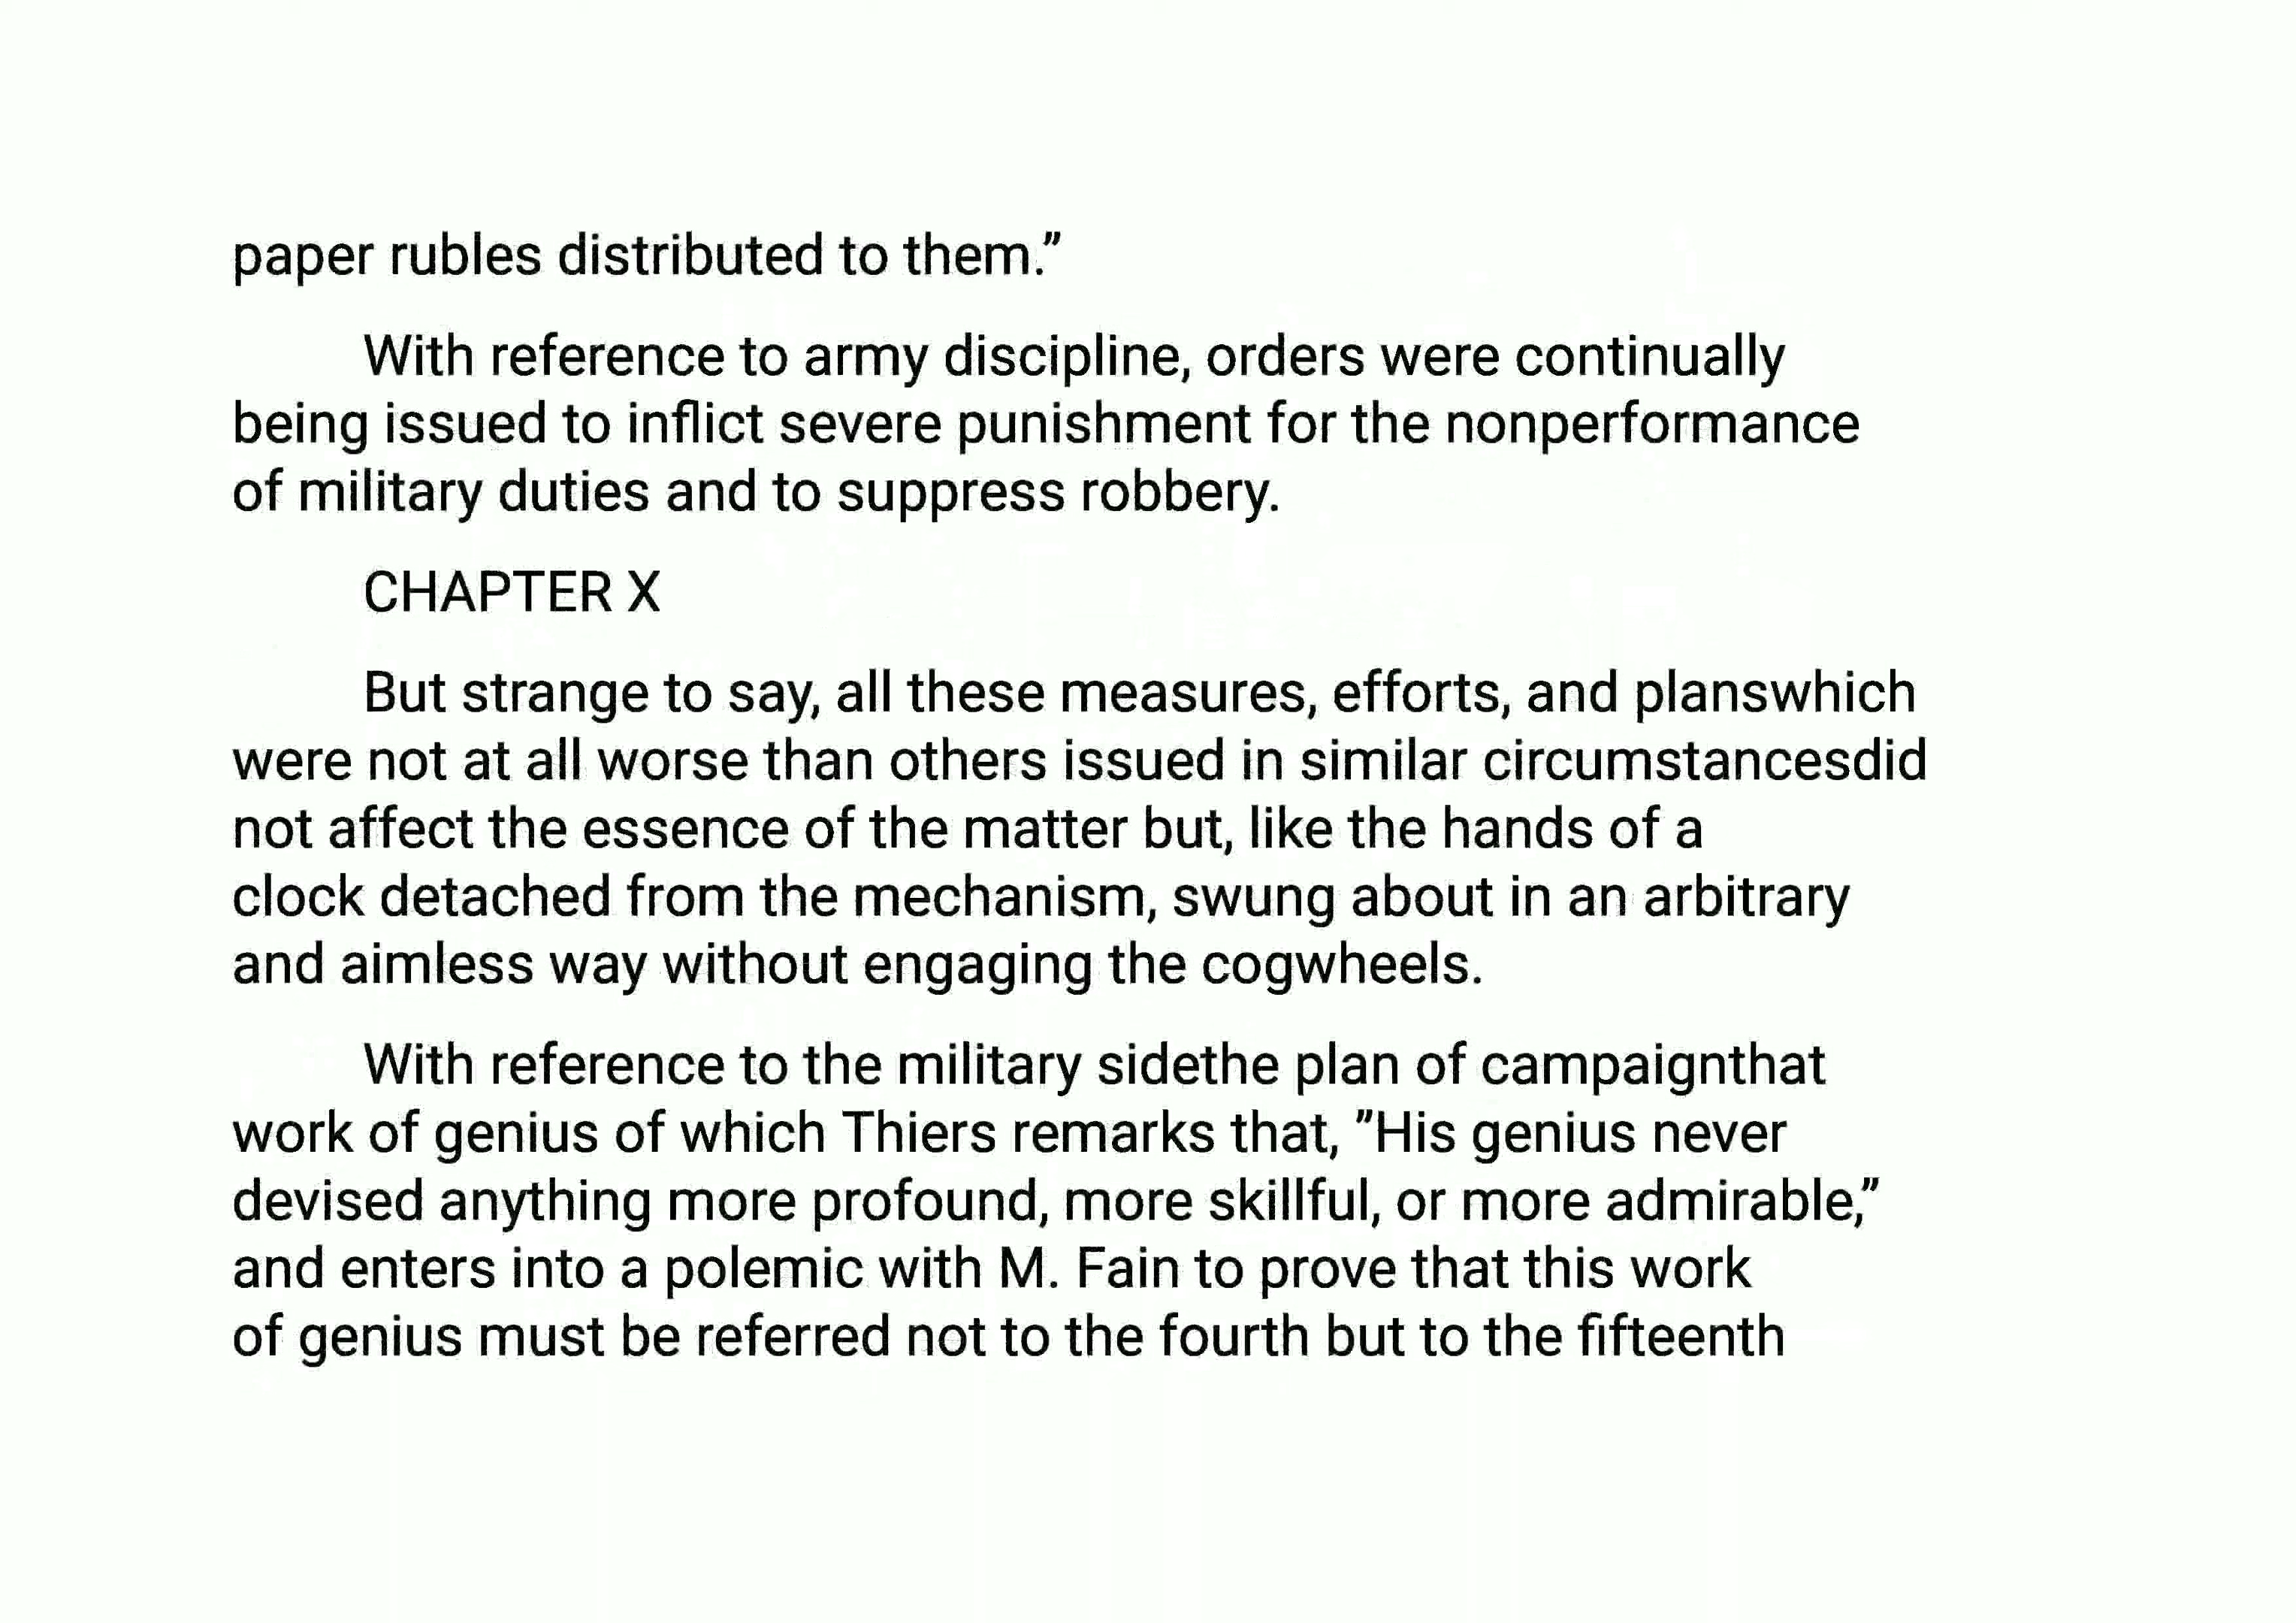 paper rubles distributed to them.”
With reference to army discipline, orders were continually
being issued to inflict severe punishment for the nonperformance
of military duties and to suppress robbery.
CHAPTER X
But strange to say, all these measures, efforts, and planswhich
were not at all worse than others issued in similar circumstancesdid
not affect the essence of the matter but, like the hands of a
clock detached from the mechanism, swung about in an arbitrary
and aimless way without engaging the cogwheels.
With reference to the military sidethe plan of campaignthat
work of genius of which Thiers remarks that, ”His genius never
devised anything more profound, more skillful, or more admirable,”
and enters into a polemic with M. Fain to prove that this work
of genius must be referred not to the fourth but to the fifteenth